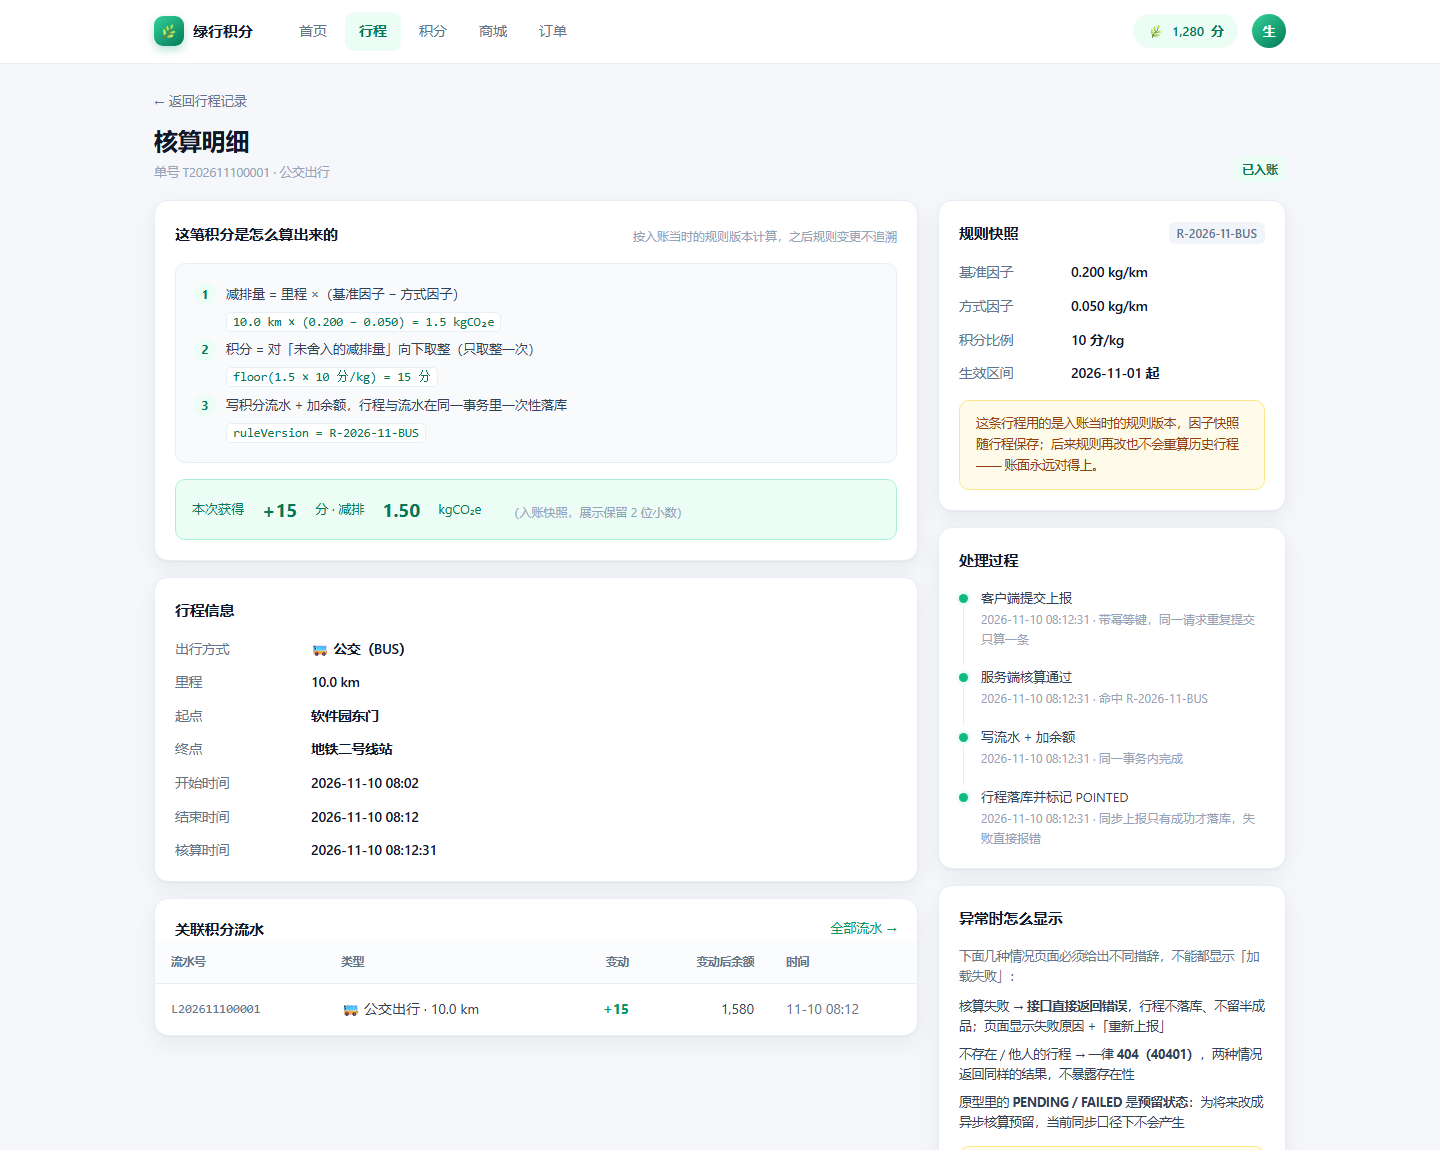 绿行积分
首页
行程
积分
商城
订单
1,280 分
生
← 返回行程记录
核算明细
单号 T202611100001 · 公交出行
已入账
这笔积分是怎么算出来的
按入账当时的规则版本计算，之后规则变更不追溯
1 减排量 = 里程 ×（基准因子 − 方式因子）
10.0 km × (0.200 − 0.050) = 1.5 kgCO₂e
2 积分 = 对「未舍入的减排量」向下取整（只取整一次）
floor(1.5 × 10 分/kg) = 15 分
3 写积分流水 + 加余额，行程与流水在同一事务里一次性落库
ruleVersion = R-2026-11-BUS
本次获得 +15 分 · 减排 1.50 kgCO₂e （入账快照，展示保留 2 位小数）
行程信息
出行方式 公交（BUS）
里程 10.0 km
起点 软件园东门
终点 地铁二号线站
开始时间 2026-11-10 08:02
结束时间 2026-11-10 08:12
核算时间 2026-11-10 08:12:31
关联积分流水
全部流水 →
流水号 类型 变动 变动后余额 时间
L202611100001 公交出行 · 10.0 km +15 1,580 11-10 08:12
规则快照
R-2026-11-BUS
基准因子 0.200 kg/km
方式因子 0.050 kg/km
积分比例 10 分/kg
生效区间 2026-11-01 起
这条行程用的是入账当时的规则版本，因子快照
随行程保存；后来规则再改也不会重算历史行程
—— 账面永远对得上。
处理过程
客户端提交上报
2026-11-10 08:12:31 · 带幂等键，同一请求重复提交
只算一条
服务端核算通过
2026-11-10 08:12:31 · 命中 R-2026-11-BUS
写流水 + 加余额
2026-11-10 08:12:31 · 同一事务内完成
行程落库并标记 POINTED
2026-11-10 08:12:31 · 同步上报只有成功才落库，失
败直接报错
异常时怎么显示
下面几种情况页面必须给出不同措辞，不能都显示「加
载失败」：
核算失败 → 接口直接返回错误，行程不落库、不留半成
品；页面显示失败原因 +「重新上报」
不存在 / 他人的行程 → 一律 404（40401），两种情况
返回同样的结果，不暴露存在性
原型里的 PENDING / FAILED 是预留状态：为将来改成
异步核算预留，当前同步口径下不会产生